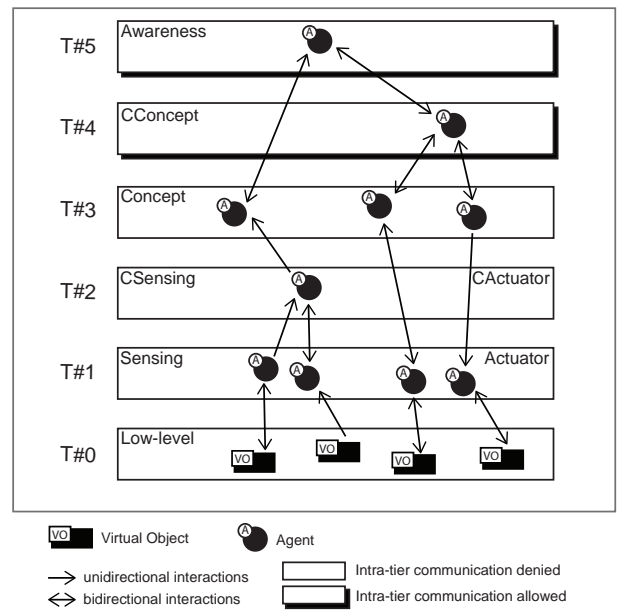 T#5
Awareness
A
T#4
CConcept
A
T#3
Concept
A
A
A
T#2
CSensing
CActuator
A
T#1
Sensing
Actuator
A
A
A
A
T#0
Low-level
VO
VO
VO
VO
VO
Virtual Object
A
Agent
unidirectional interactions
Intra-tier communication denied
bidirectional interactions
Intra-tier communication allowed